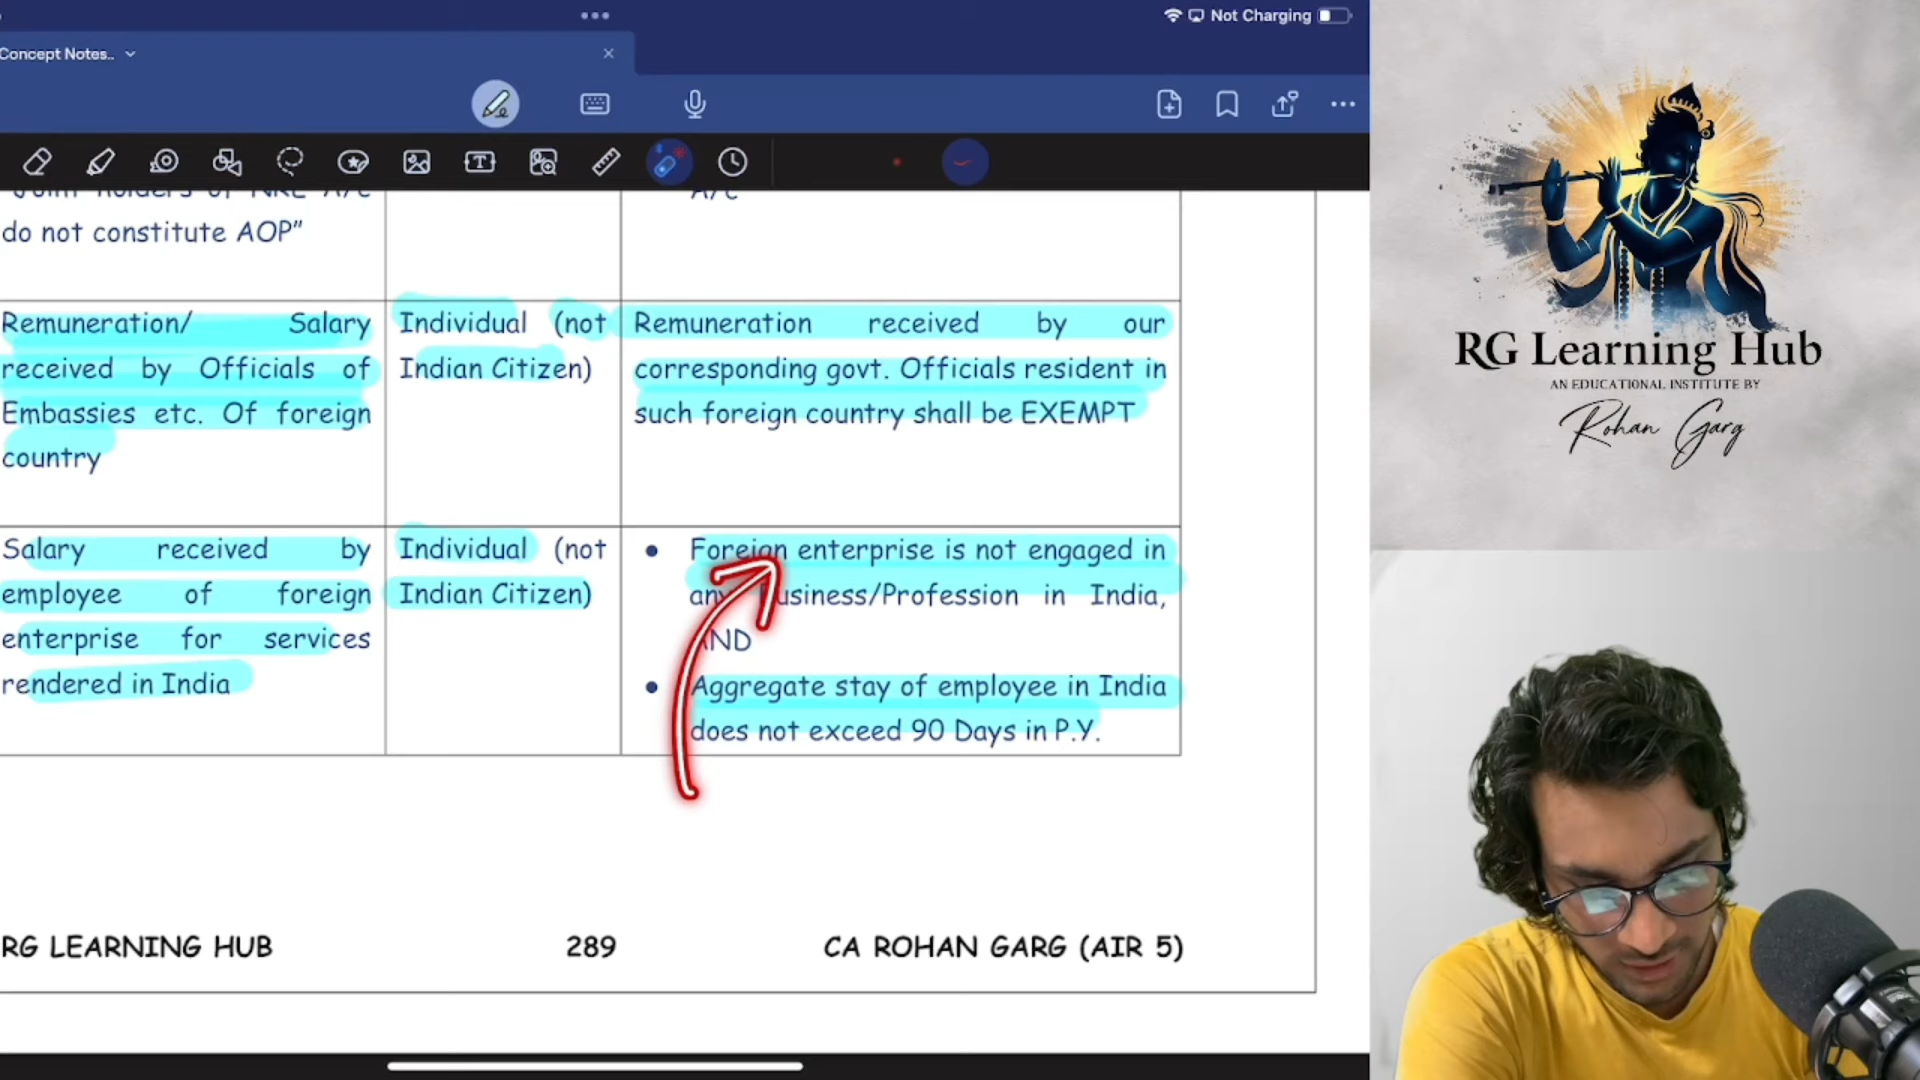 Not Charging
Concept Notes..
do not constitute AOP”
A/c
Remuneration/ Salary
received by Officials of
Embassies etc. Of foreign
country
Individual (not
Indian Citizen)
Remuneration received by our
corresponding govt. Officials resident in
such foreign country shall be EXEMPT
Salary received by
employee of foreign
enterprise for services
rendered in India
Individual (not
Indian Citizen)
• Foreign enterprise is not engaged in
any Business/Profession in India,
AND
• Aggregate stay of employee in India
does not exceed 90 Days in P.Y.
RG LEARNING HUB 289 CA ROHAN GARG (AIR 5)
RG Learning Hub
AN EDUCATIONAL INSTITUTE BY
Rohan Garg